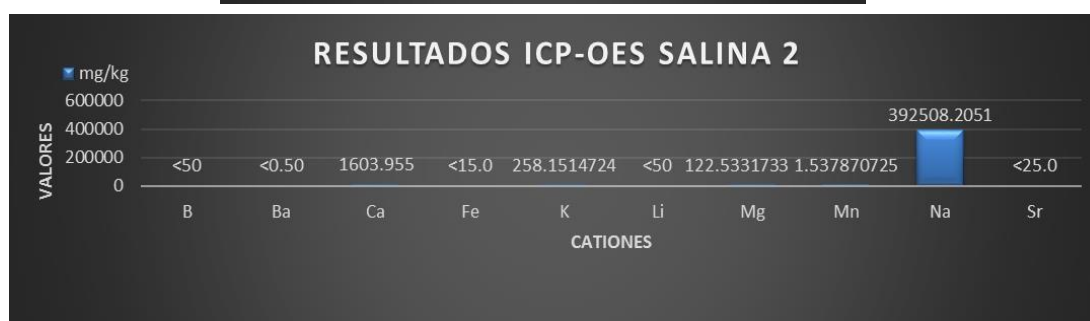 RESULTADOS ICP-OES SALINA 2
mg/kg
600000
400000
200000
0
VALORES
<50 <0.50 1603.955 <15.0 258.1514724 <50 122.5331733 1.537870725 392508.2051 <25.0
B Ba Ca Fe K Li Mg Mn Na Sr
CATIONES